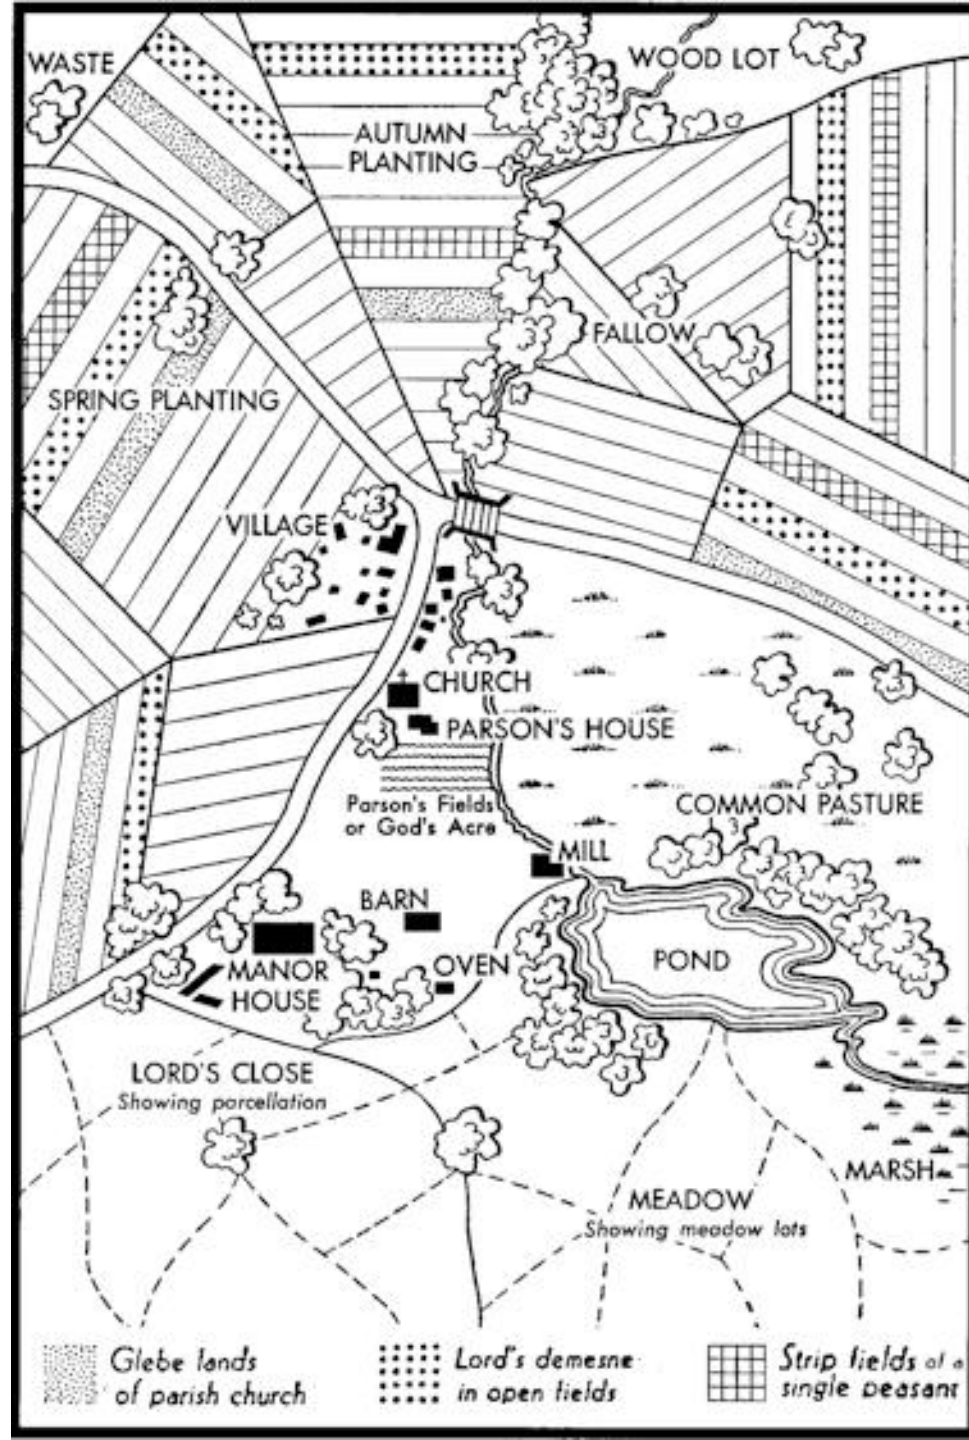 WASTE
WOOD LOT
AUTUMN
PLANTING
FALLOW
SPRING PLANTING
VILLAGE
CHURCH
PARSON'S HOUSE
Parson's Fields
or God's Acre
COMMON PASTURE
MILL
BARN
OVEN
POND
MANOR
HOUSE
LORD'S CLOSE
Showing parcellation
MARSH
MEADOW
Showing meadow lots
Glebe lands
of parish church
Lord's demesne
in open fields
Strip fields of a
single peasant